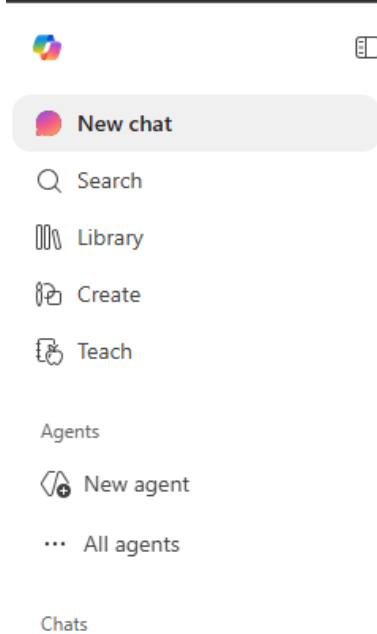 New chat
Search
Library
Create
Teach
Agents
New agent
All agents
Chats